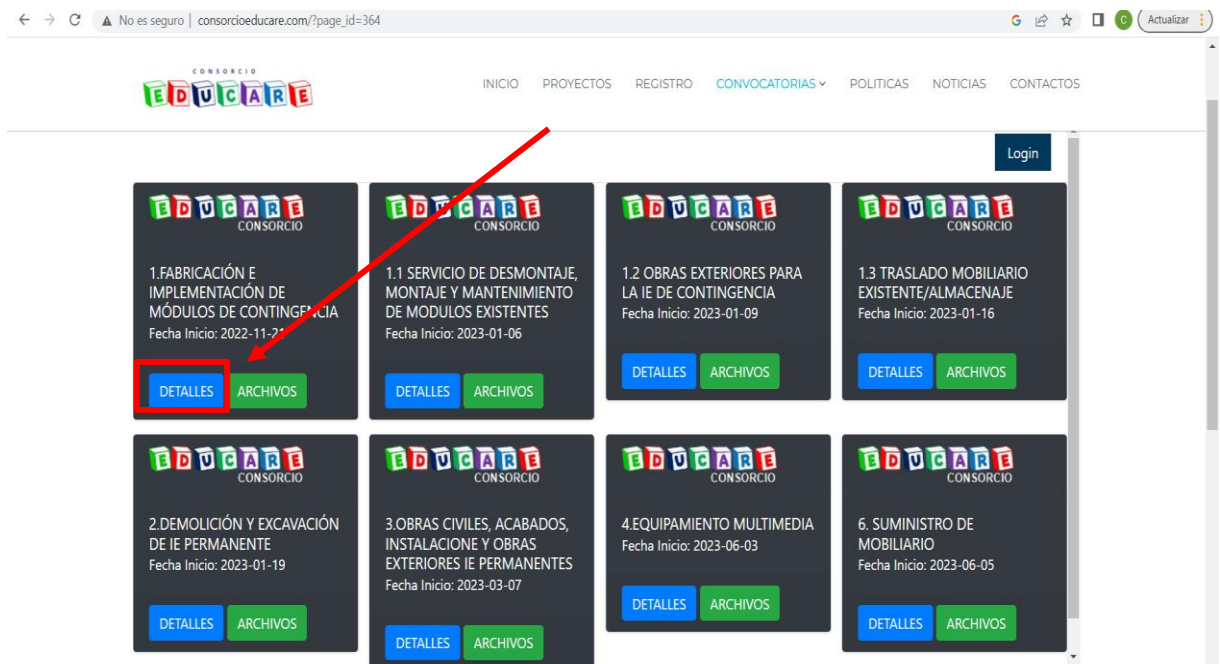 No es seguro | consorcioeducare.com/?page_id=364
G
C
Actualizar
CONSORCIO
EDUCARE
INICIO PROYECTOS REGISTRO CONVOCATORIAS POLITICAS NOTICIAS CONTACTOS
Login
EDUCARE
CONSORCIO
1.FABRICACIÓN E
IMPLEMENTACIÓN DE
MÓDULOS DE CONTINGENCIA
Fecha Inicio: 2022-11-21
DETALLES ARCHIVOS
EDUCARE
CONSORCIO
1.1 SERVICIO DE DESMONTAJE,
MONTAJE Y MANTENIMIENTO
DE MODULOS EXISTENTES
Fecha Inicio: 2023-01-06
DETALLES ARCHIVOS
EDUCARE
CONSORCIO
1.2 OBRAS EXTERIORES PARA
LA IE DE CONTINGENCIA
Fecha Inicio: 2023-01-09
DETALLES ARCHIVOS
EDUCARE
CONSORCIO
1.3 TRASLADO MOBILIARIO
EXISTENTE/ALMACENAJE
Fecha Inicio: 2023-01-16
DETALLES ARCHIVOS
EDUCARE
CONSORCIO
2.DEMOLICIÓN Y EXCAVACIÓN
DE IE PERMANENTE
Fecha Inicio: 2023-01-19
DETALLES ARCHIVOS
EDUCARE
CONSORCIO
3.OBRAS CIVILES, ACABADOS,
INSTALACIONE Y OBRAS
EXTERIORES IE PERMANENTES
Fecha Inicio: 2023-03-07
DETALLES ARCHIVOS
EDUCARE
CONSORCIO
4.EQUIPAMIENTO MULTIMEDIA
Fecha Inicio: 2023-06-03
DETALLES ARCHIVOS
EDUCARE
CONSORCIO
6. SUMINISTRO DE
MOBILIARIO
Fecha Inicio: 2023-06-05
DETALLES ARCHIVOS